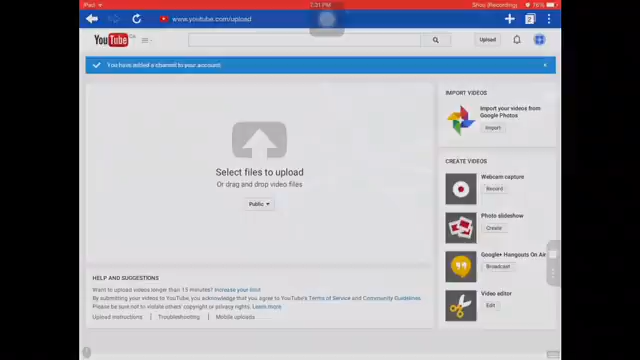 iPad
7:31 PM
Shou (Recording)
76%
www.youtube.com/upload
2
YouTube CA
Upload
You have added a channel to your account.
Select files to upload
Or drag and drop video files
Public
IMPORT VIDEOS
Import your videos from
Google Photos
Import
CREATE VIDEOS
Webcam capture
Record
Photo slideshow
Create
Google+ Hangouts On Air
Broadcast
Video editor
Edit
HELP AND SUGGESTIONS
Want to upload videos longer than 15 minutes? Increase your limit
By submitting your videos to YouTube, you acknowledge that you agree to YouTube's Terms of Service and Community Guidelines.
Please be sure not to violate others' copyright or privacy rights. Learn more
Upload instructions | Troubleshooting | Mobile uploads